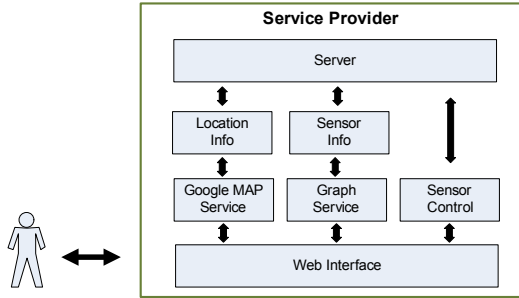 Service Provider
Server
Location
Info
Sensor
Info
Google MAP
Service
Graph
Service
Sensor
Control
Web Interface